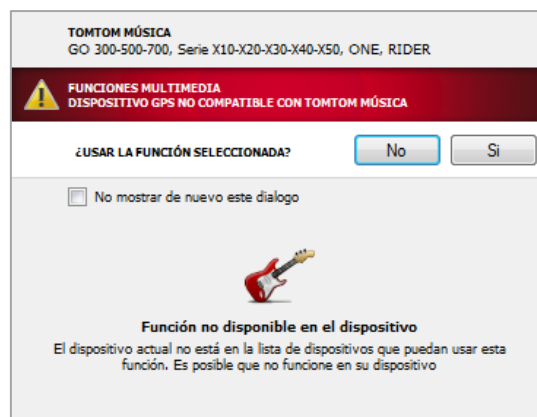 TOMTOM MÚSICA
GO 300-500-700, Serie X10-X20-X30-X40-X50, ONE, RIDER
FUNCIONES MULTIMEDIA
DISPOSITIVO GPS NO COMPATIBLE CON TOMTOM MÚSICA
¿USAR LA FUNCIÓN SELECCIONADA?
No
Si
No mostrar de nuevo este dialogo
Función no disponible en el dispositivo
El dispositivo actual no está en la lista de dispositivos que puedan usar esta
función. Es posible que no funcione en su dispositivo